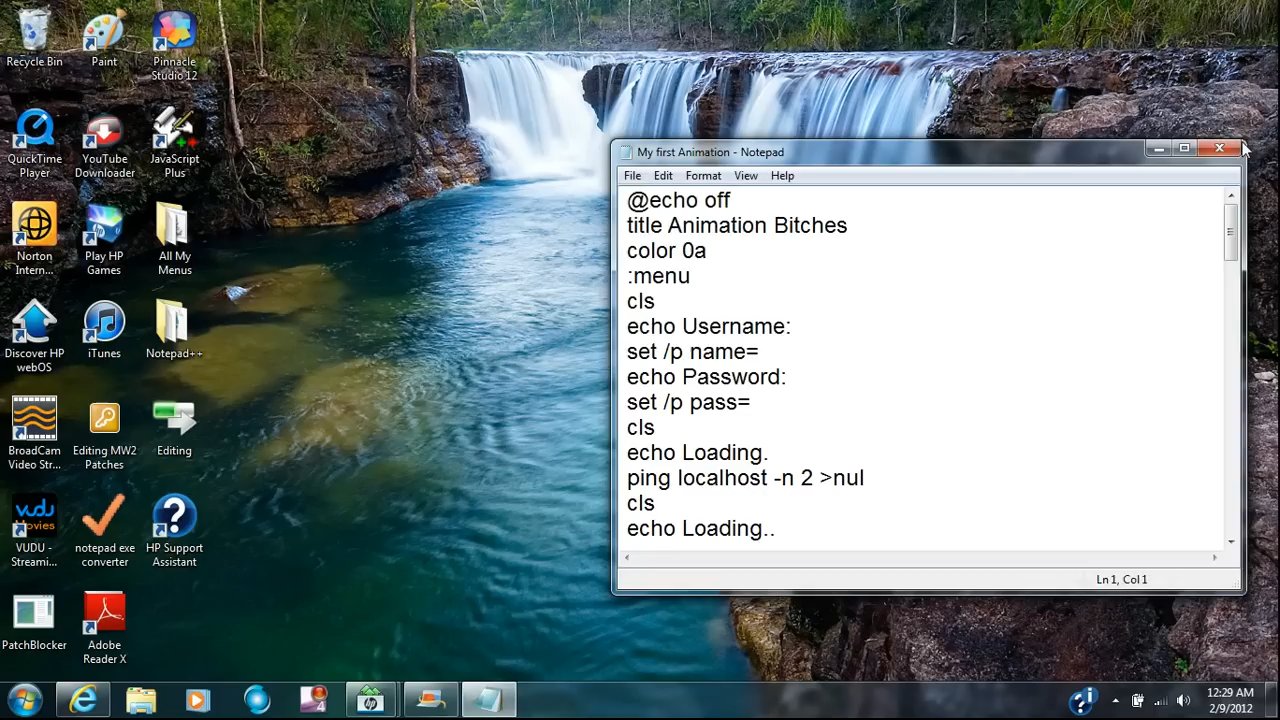 Recycle Bin
Paint
Pinnacle
Studio 12
QuickTime
Player
YouTube
Downloader
JavaScript
Plus
Norton
Intern...
Play HP
Games
All My
Menus
Discover HP
webOS
iTunes
Notepad++
BroadCam
Video Str...
Editing MW2
Patches
Editing
vudu
Movies
VUDU -
Streami...
notepad exe
converter
HP Support
Assistant
PatchBlocker
Adobe
Reader X
My first Animation - Notepad
File Edit Format View Help
@echo off
title Animation Bitches
color 0a
:menu
cls
echo Username:
set /p name=
echo Password:
set /p pass=
cls
echo Loading.
ping localhost -n 2 >nul
cls
echo Loading..
Ln 1, Col 1
hp
4
12:29 AM
2/9/2012